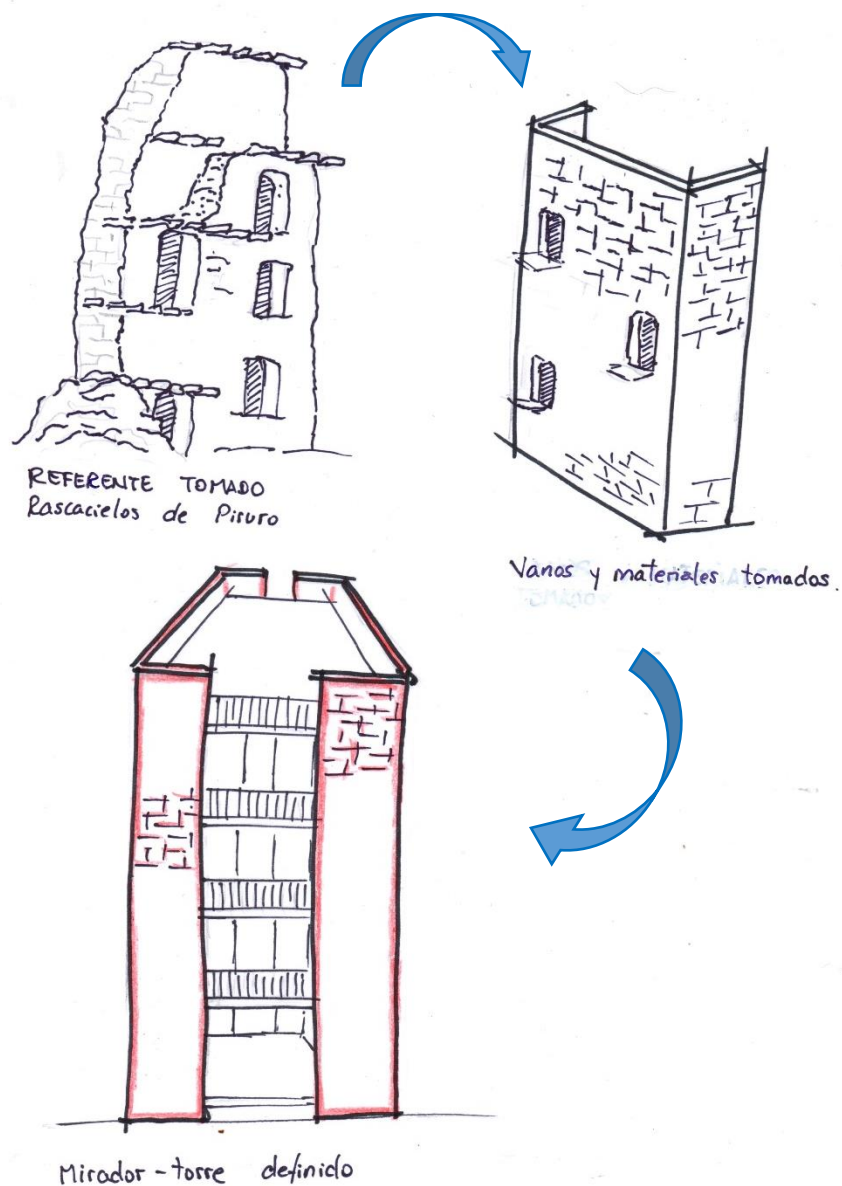 REFERENTE TOMADO
Rascacielos de Piruro
Vanos y materiales tomados.
Mirador - torre definido